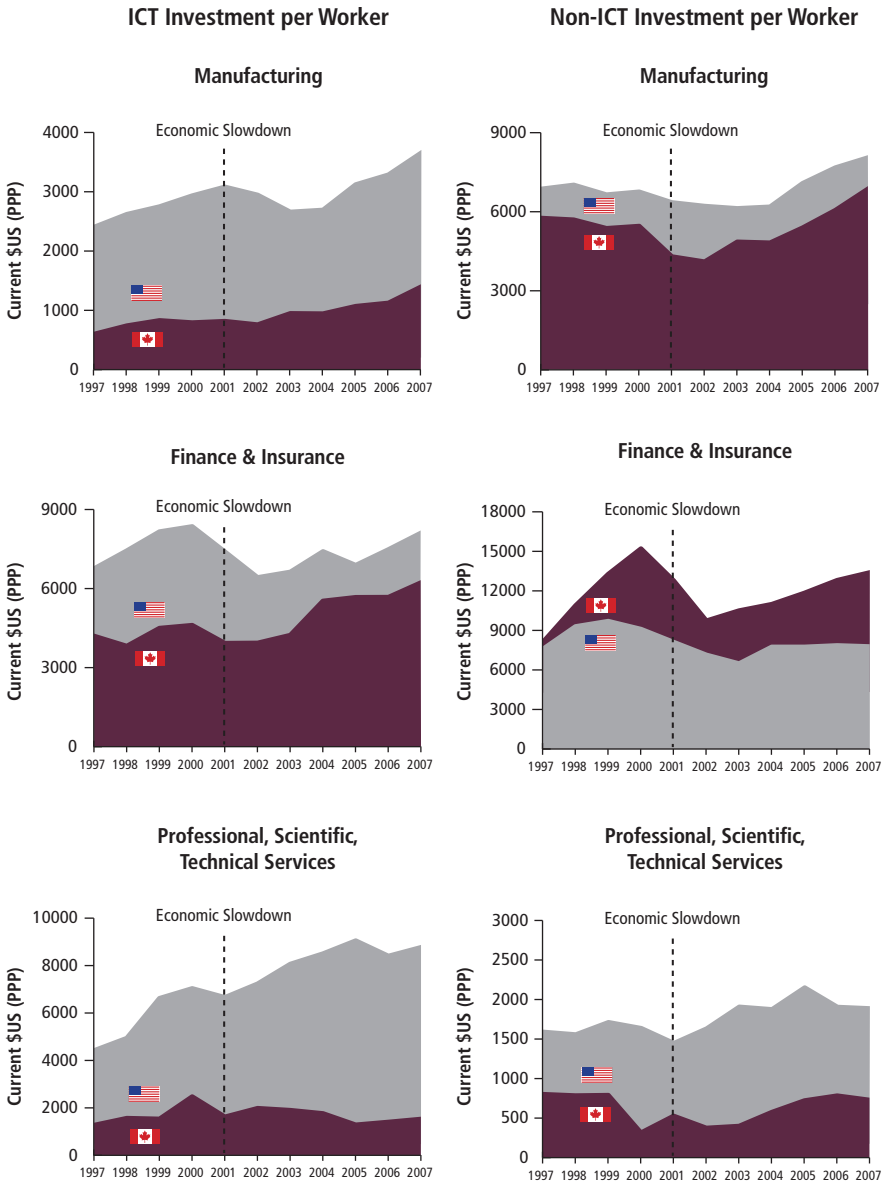 ICT Investment per Worker
Non-ICT Investment per Worker
Manufacturing
Economic Slowdown
Current $US (PPP)
4000
3000
2000
1000
0
1997 1998 1999 2000 2001 2002 2003 2004 2005 2006 2007
Manufacturing
Economic Slowdown
Current $US (PPP)
9000
6000
3000
0
1997 1998 1999 2000 2001 2002 2003 2004 2005 2006 2007
Finance & Insurance
Economic Slowdown
Current $US (PPP)
9000
6000
3000
0
1997 1998 1999 2000 2001 2002 2003 2004 2005 2006 2007
Finance & Insurance
Economic Slowdown
Current $US (PPP)
18000
15000
12000
9000
6000
3000
0
1997 1998 1999 2000 2001 2002 2003 2004 2005 2006 2007
Professional, Scientific,
Technical Services
Economic Slowdown
Current $US (PPP)
10000
8000
6000
4000
2000
0
1997 1998 1999 2000 2001 2002 2003 2004 2005 2006 2007
Professional, Scientific,
Technical Services
Economic Slowdown
Current $US (PPP)
3000
2500
2000
1500
1000
500
0
1997 1998 1999 2000 2001 2002 2003 2004 2005 2006 2007